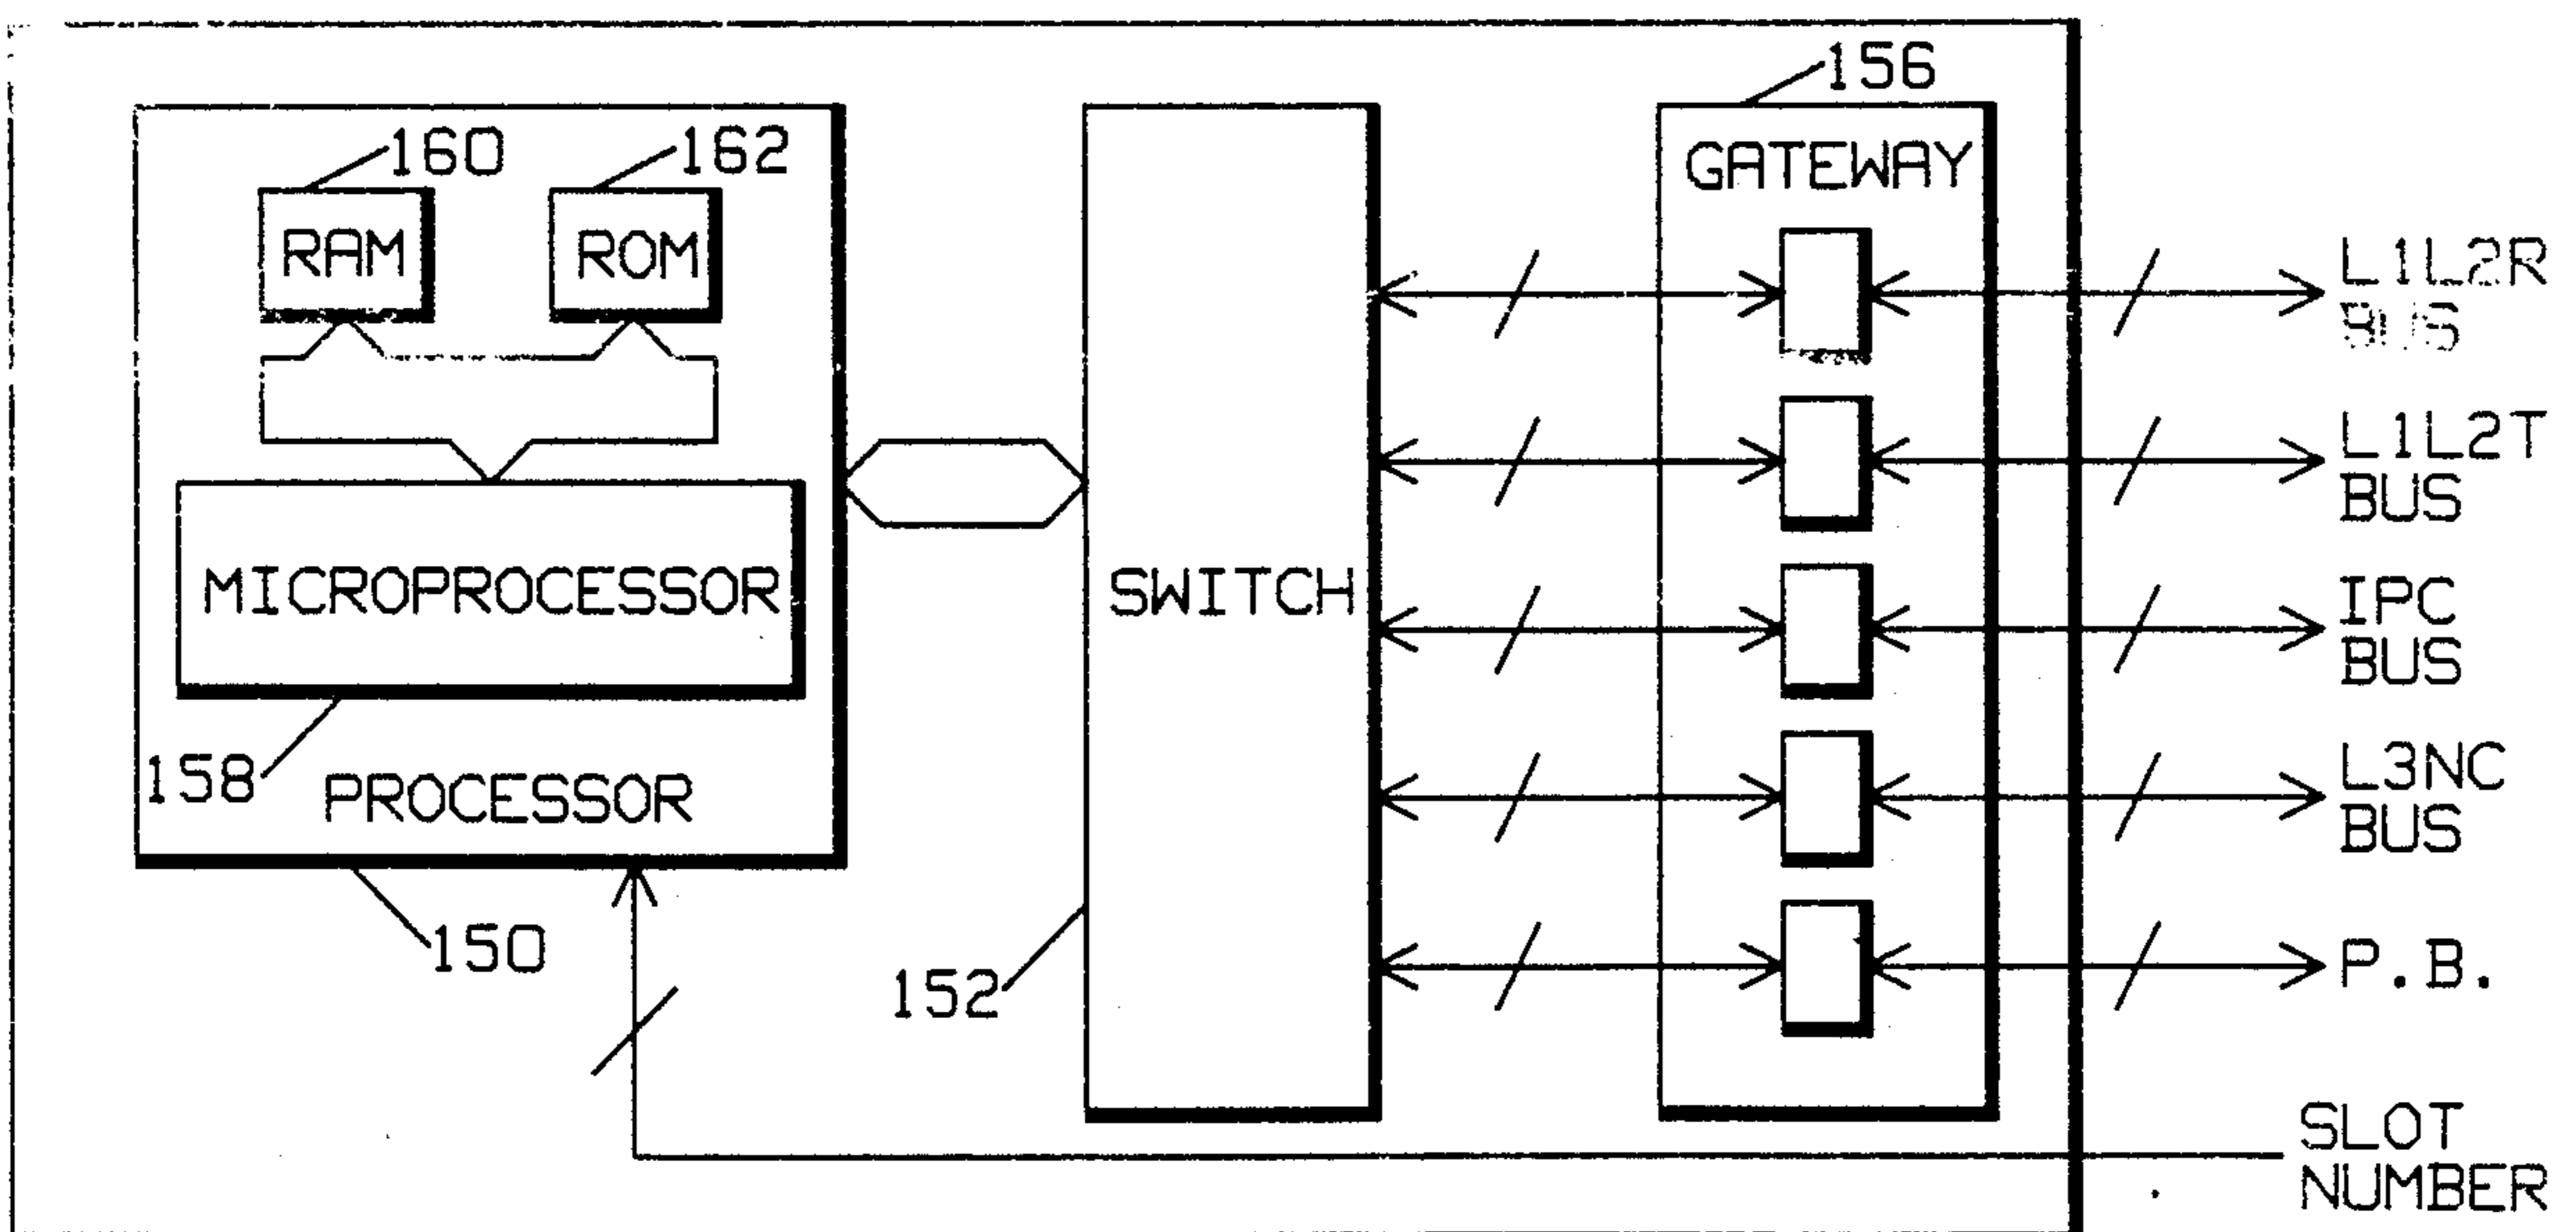 156
160
162
GATEWAY
RAM
ROM
L1L2R
BUS
L1L2T
BUS
MICROPROCESSOR
SWITCH
IPC
BUS
158
PROCESSOR
L3NC
BUS
150
152
P.B.
SLOT
NUMBER